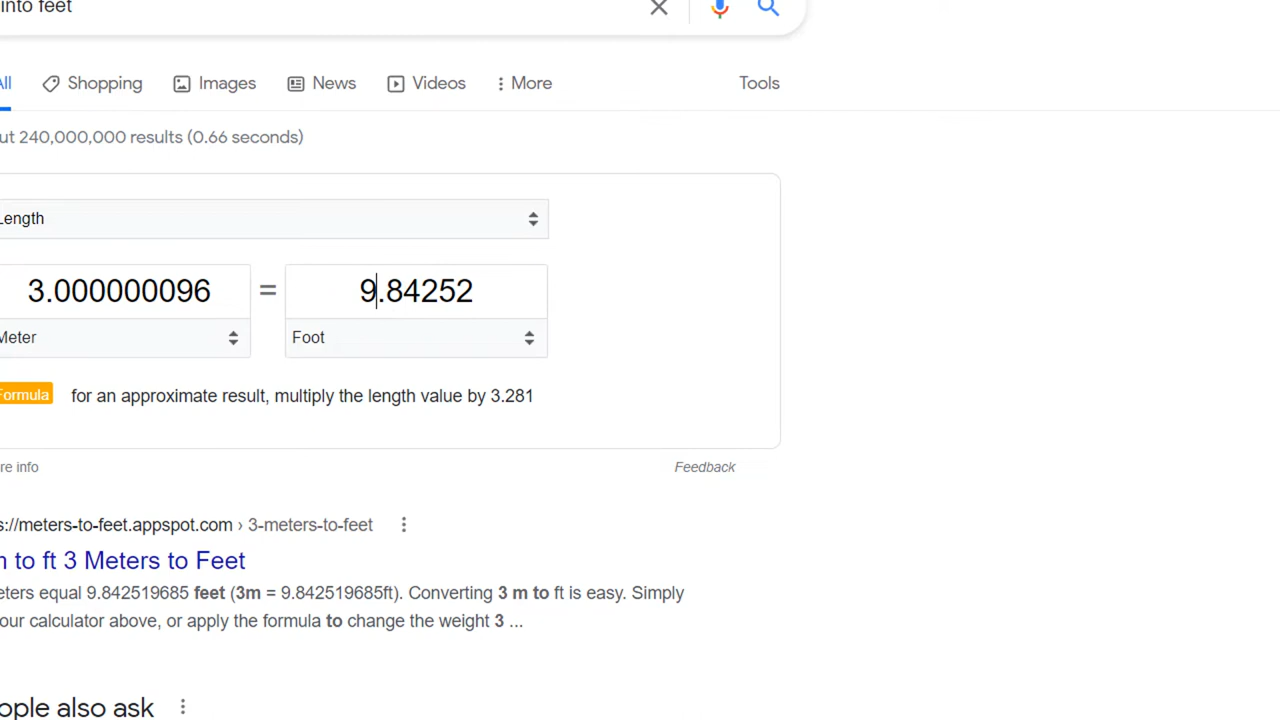 into feet
All Shopping Images News Videos More Tools
ut 240,000,000 results (0.66 seconds)
Length
3.000000096 = 9.84252
Meter Foot
Formula for an approximate result, multiply the length value by 3.281
re info Feedback
s://meters-to-feet.appspot.com › 3-meters-to-feet
m to ft 3 Meters to Feet
eters equal 9.842519685 feet (3m = 9.842519685ft). Converting 3 m to ft is easy. Simply
our calculator above, or apply the formula to change the weight 3 ...
ople also ask